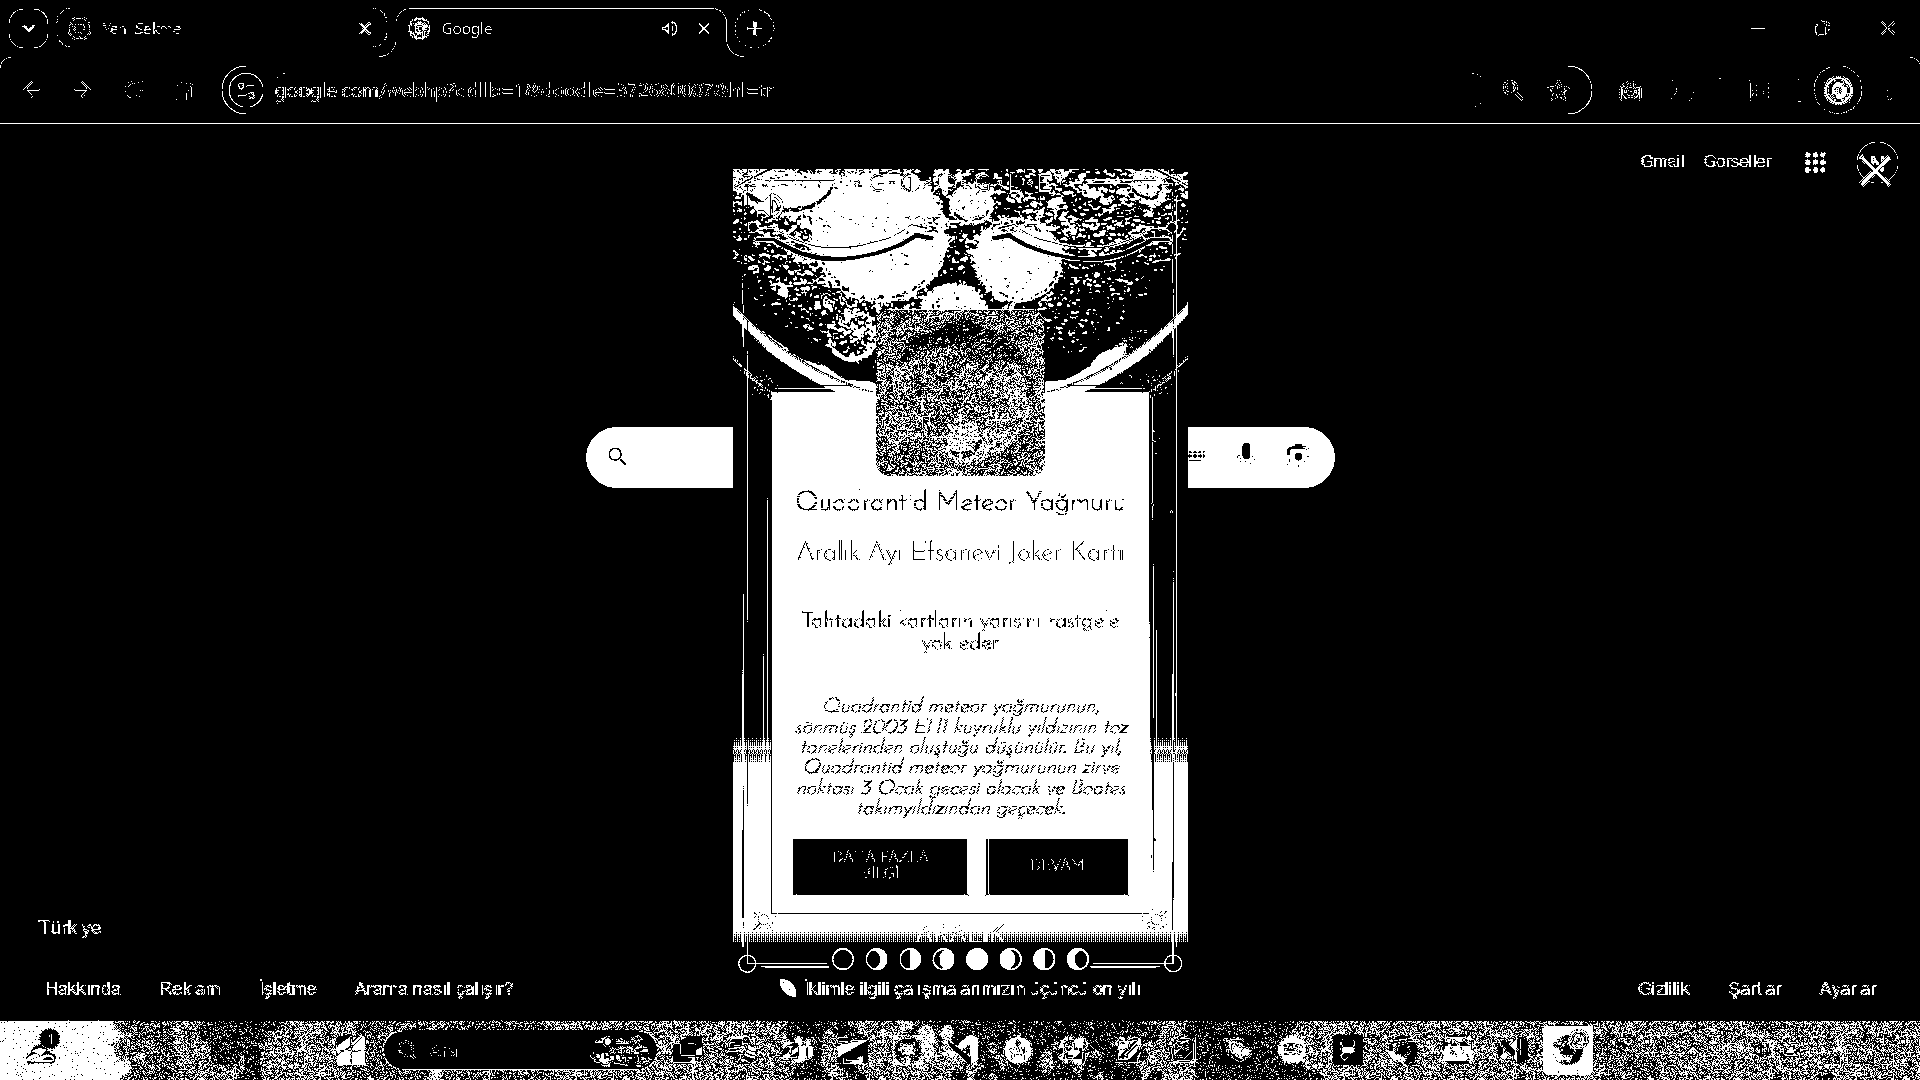 Yeni Sekme
Google
google.com/webhp?cdllb=1&doodle=372680007&hl=tr
Gmail Görseller
Quadrantid Meteor Yağmuru
Aralık Ayı Efsanevi Joker Kartı
Tahtadaki kartların yarısını rastgele
yok eder
Quadrantid meteor yağmurunun,
sönmüş 2003 EH1 kuyruklu yıldızının toz
tanelerinden oluştuğu düşünülür. Bu yıl,
Quadrantid meteor yağmurunun zirve
noktası 3 Ocak gecesi olacak ve Bootes
takımyıldızından geçecek.
DAHA FAZLA
BİLGİ
DEVAM
Türkiye
Hakkında Reklam İşletme Arama nasıl çalışır?
İklimle ilgili çalışmalarımızın üçüncü on yılı
Gizlilik Şartlar Ayarlar
1
Ara